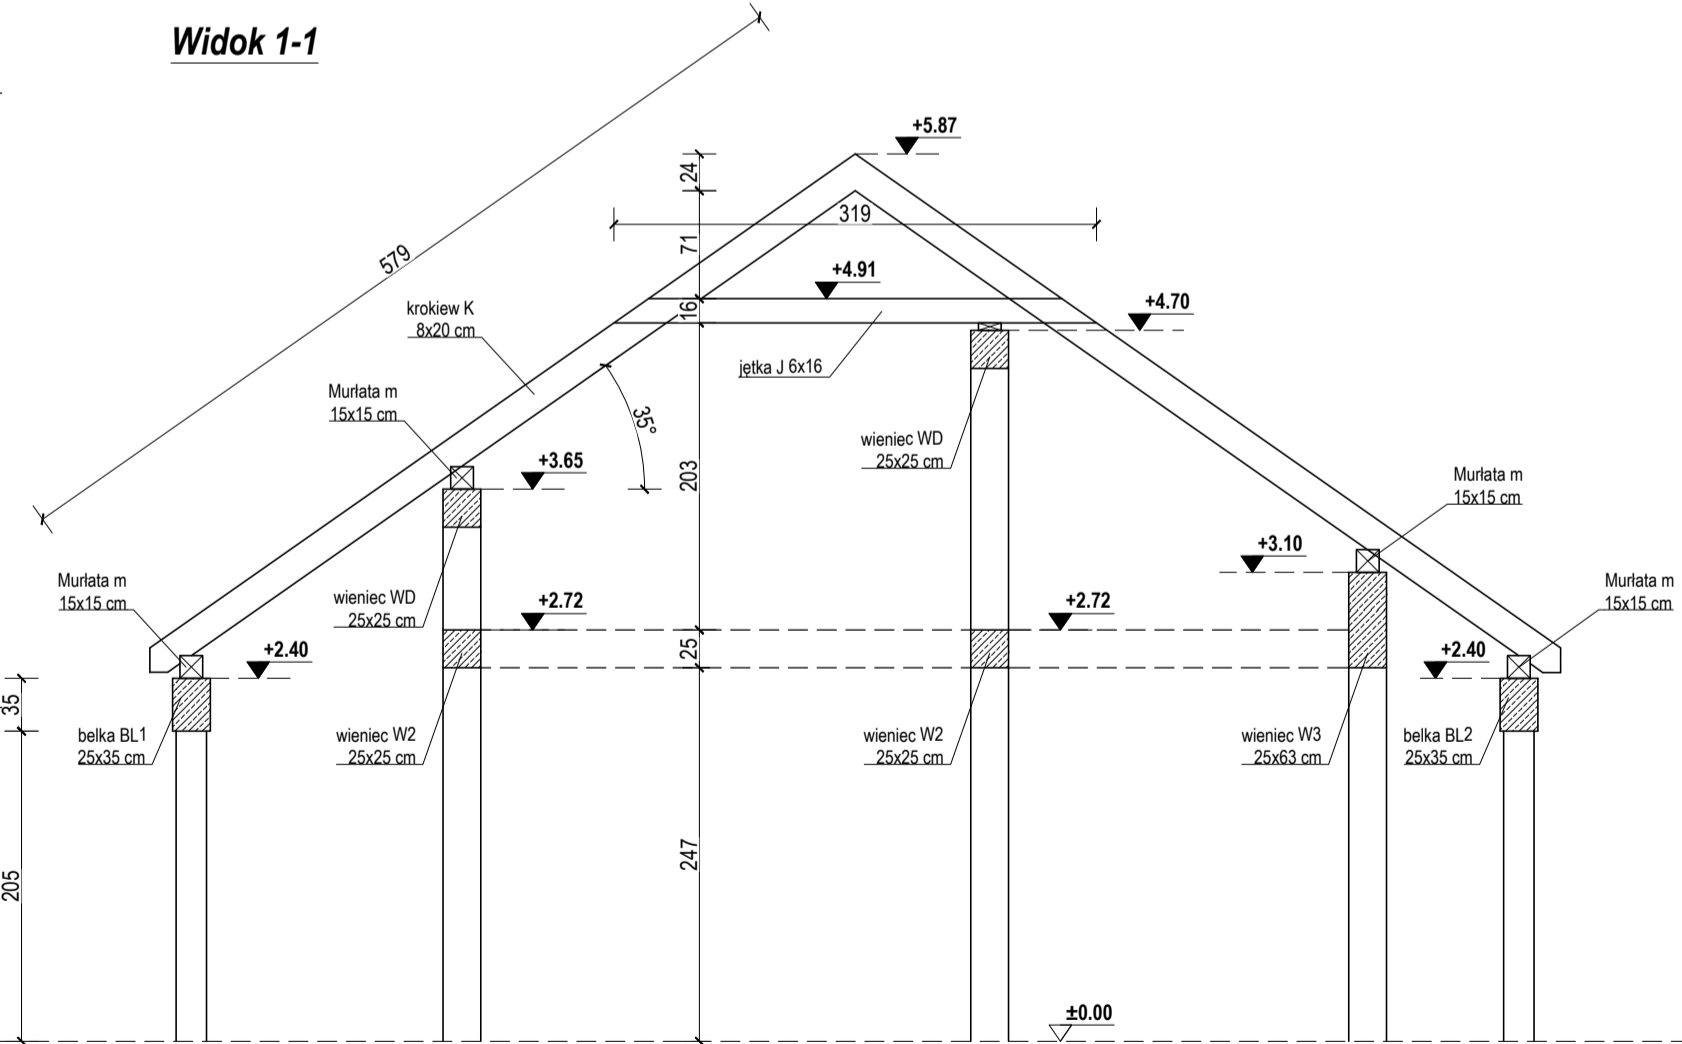 Widok 1-1
579
+5.87
24
319
71
+4.91
+4.70
16
krokiew K
8x20 cm
jętka J 6x16
Murłata m
15x15 cm
35°
wieniec WD
25x25 cm
+3.65
203
Murłata m
15x15 cm
+3.10
Murłata m
15x15 cm
wieniec WD
25x25 cm
+2.72
+2.72
Murłata m
15x15 cm
+2.40
25
+2.40
35
belka BL1
25x35 cm
wieniec W2
25x25 cm
wieniec W2
25x25 cm
wieniec W3
25x63 cm
belka BL2
25x35 cm
247
205
±0.00